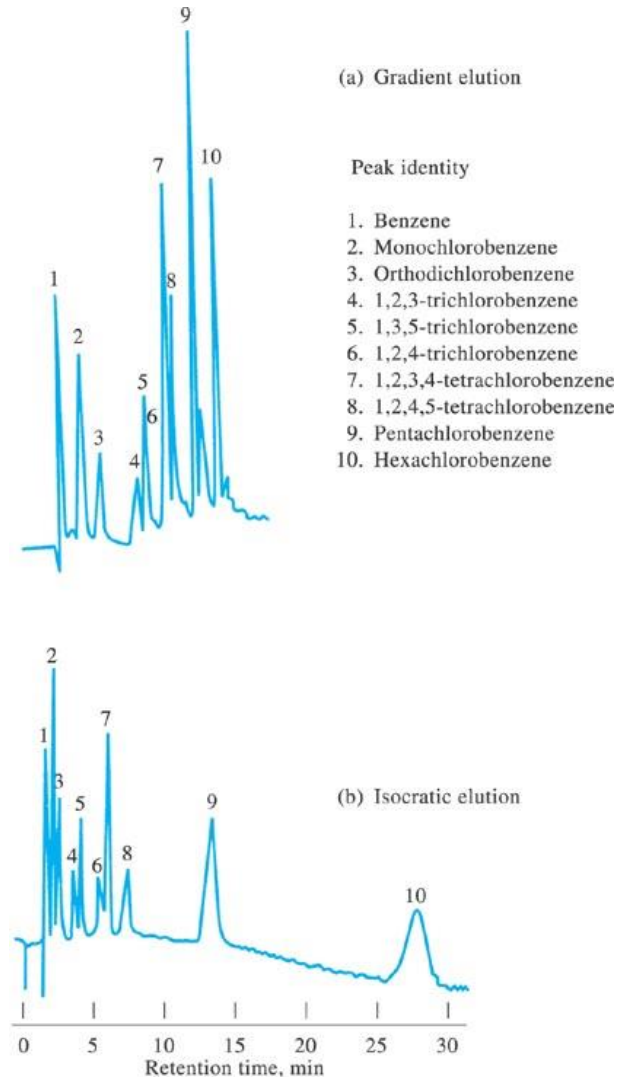 9
(a) Gradient elution
10
7
Peak identity
1
8
2
5
6
3
4
1. Benzene
2. Monochlorobenzene
3. Orthodichlorobenzene
4. 1,2,3-trichlorobenzene
5. 1,3,5-trichlorobenzene
6. 1,2,4-trichlorobenzene
7. 1,2,3,4-tetrachlorobenzene
8. 1,2,4,5-tetrachlorobenzene
9. Pentachlorobenzene
10. Hexachlorobenzene
2
7
1
3
5
(b) Isocratic elution
9
4
6
8
10
0 5 10 15 20 25 30
Retention time, min